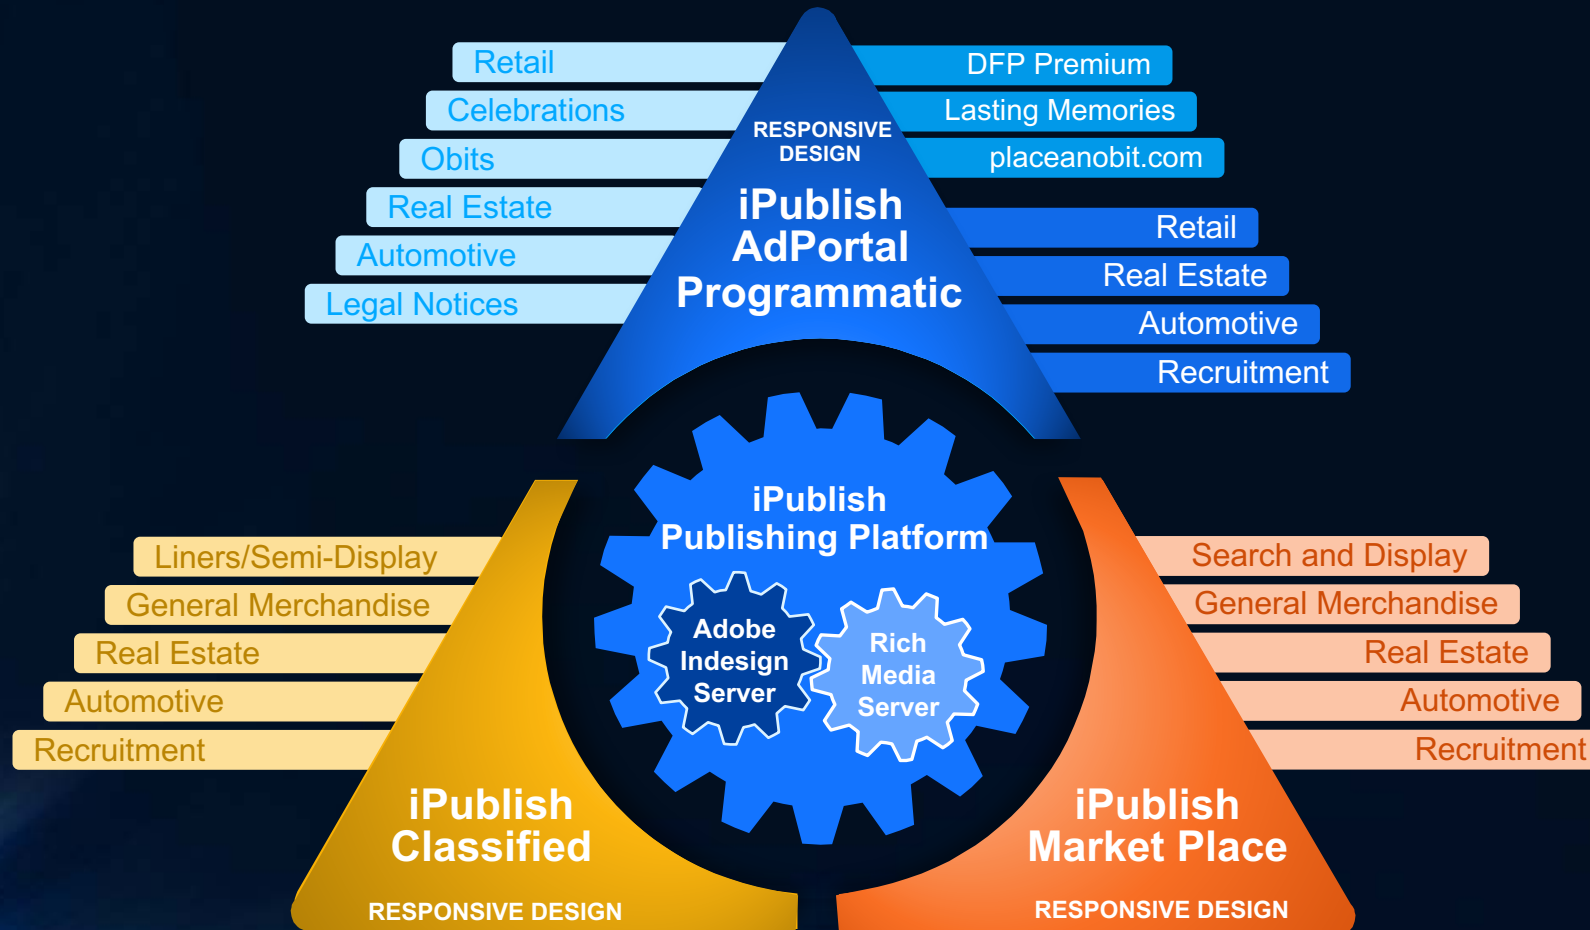 Retail
Celebrations
Obits
Real Estate
Automotive
Legal Notices
RESPONSIVE
DESIGN
iPublish
AdPortal
Programmatic
DFP Premium
Lasting Memories
placeanobit.com
Retail
Real Estate
Automotive
Recruitment
iPublish
Publishing Platform
Adobe
Indesign
Server
Rich
Media
Server
Liners/Semi-Display
General Merchandise
Real Estate
Automotive
Recruitment
iPublish
Classified
RESPONSIVE DESIGN
Search and Display
General Merchandise
Real Estate
Automotive
Recruitment
iPublish
Market Place
RESPONSIVE DESIGN